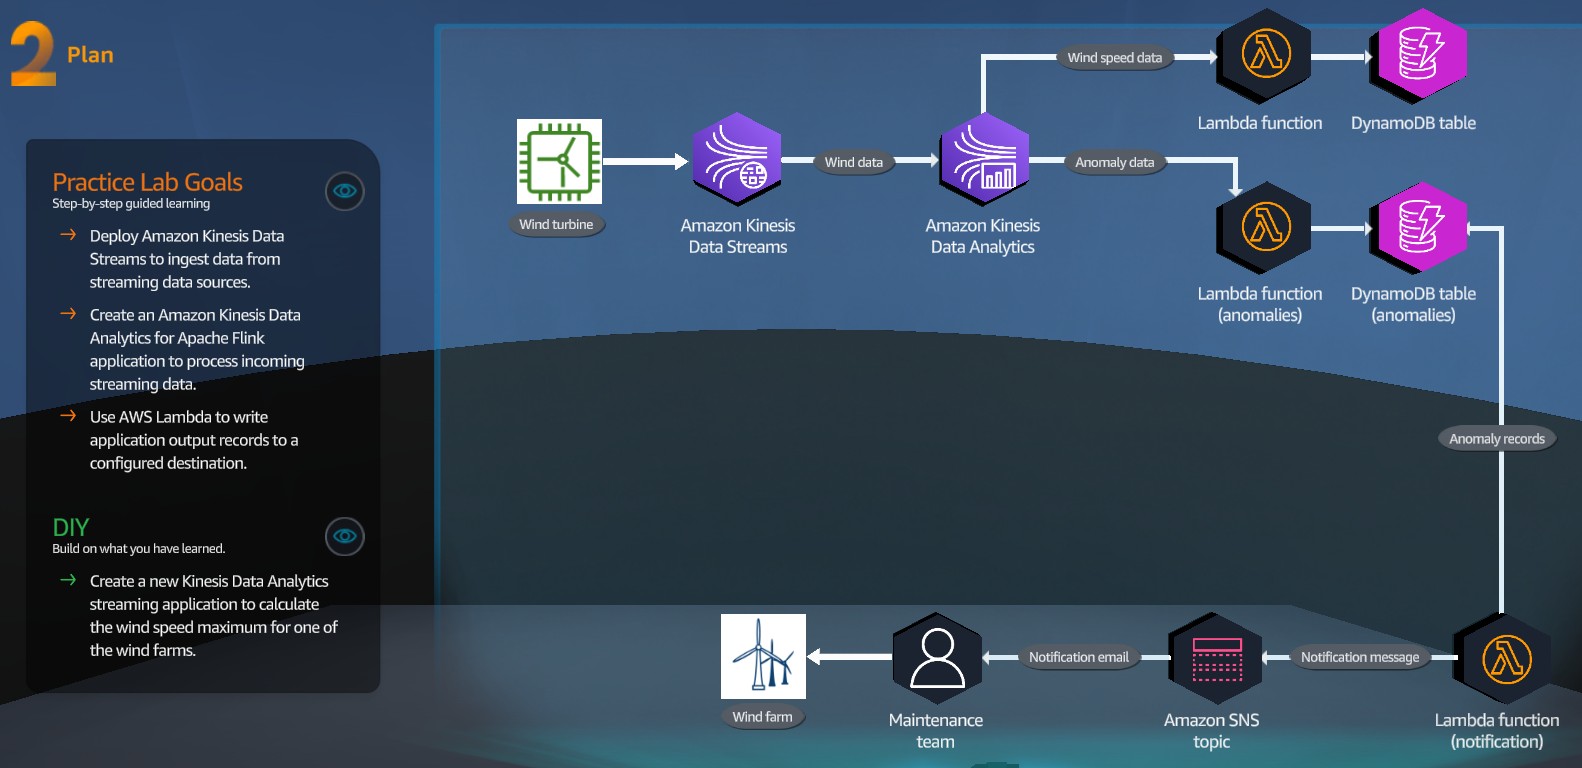 2 Plan
Practice Lab Goals
Step-by-step guided learning
Deploy Amazon Kinesis Data
Streams to ingest data from
streaming data sources.
Create an Amazon Kinesis Data
Analytics for Apache Flink
application to process incoming
streaming data.
Use AWS Lambda to write
application output records to a
configured destination.
DIY
Build on what you have learned.
Create a new Kinesis Data Analytics
streaming application to calculate
the wind speed maximum for one of
the wind farms.
Wind speed data
Lambda function
DynamoDB table
Wind turbine
Amazon Kinesis
Data Streams
Wind data
Amazon Kinesis
Data Analytics
Anomaly data
Lambda function
(anomalies)
DynamoDB table
(anomalies)
Anomaly records
Wind farm
Maintenance
team
Notification email
Amazon SNS
topic
Notification message
Lambda function
(notification)